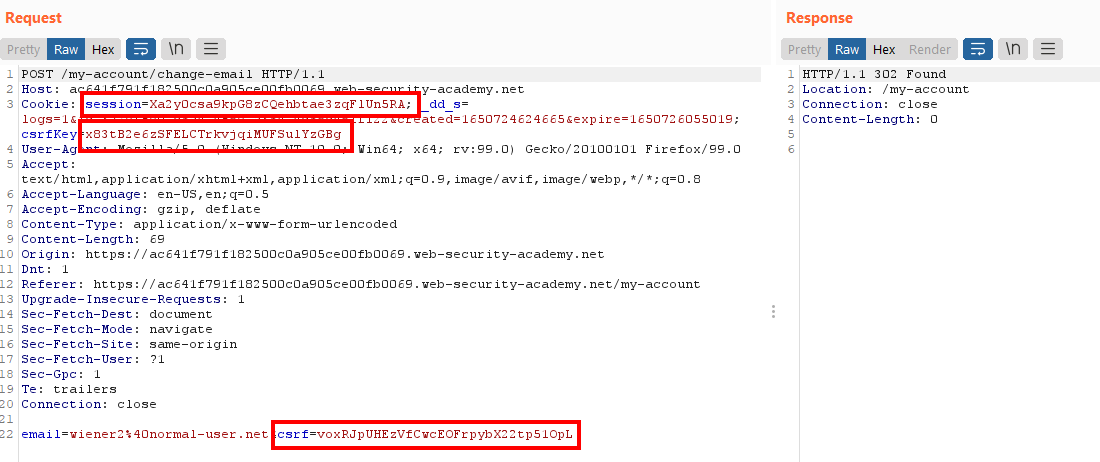 Request
Pretty Raw Hex \n
1 POST /my-account/change-email HTTP/1.1
2 Host: ac641f791f182500c0a905ce00fb0069.web-security-academy.net
3 Cookie: session=Xa2yOcsa9kpG8zCQehbtae3zqFlUn5RA; _dd_s=
logs=1& &created=1650724624665&expire=1650726055019;
csrfKey=x83tB2e6zSFELCTrkvjqiMUFSulYzGBg
4 User-Agent: Mozilla/5.0 (Windows NT 10.0; Win64; x64; rv:99.0) Gecko/20100101 Firefox/99.0
5 Accept:
text/html,application/xhtml+xml,application/xml;q=0.9,image/avif,image/webp,*/*;q=0.8
6 Accept-Language: en-US,en;q=0.5
7 Accept-Encoding: gzip, deflate
8 Content-Type: application/x-www-form-urlencoded
9 Content-Length: 69
10 Origin: https://ac641f791f182500c0a905ce00fb0069.web-security-academy.net
11 Dnt: 1
12 Referer: https://ac641f791f182500c0a905ce00fb0069.web-security-academy.net/my-account
13 Upgrade-Insecure-Requests: 1
14 Sec-Fetch-Dest: document
15 Sec-Fetch-Mode: navigate
16 Sec-Fetch-Site: same-origin
17 Sec-Fetch-User: ?1
18 Sec-Gpc: 1
19 Te: trailers
20 Connection: close
21
22 email=wiener2%40normal-user.net&csrf=voxRJpUHEzVfCwcEOFrpybX22tp51OpL
Response
Pretty Raw Hex Render \n
1 HTTP/1.1 302 Found
2 Location: /my-account
3 Connection: close
4 Content-Length: 0
5
6